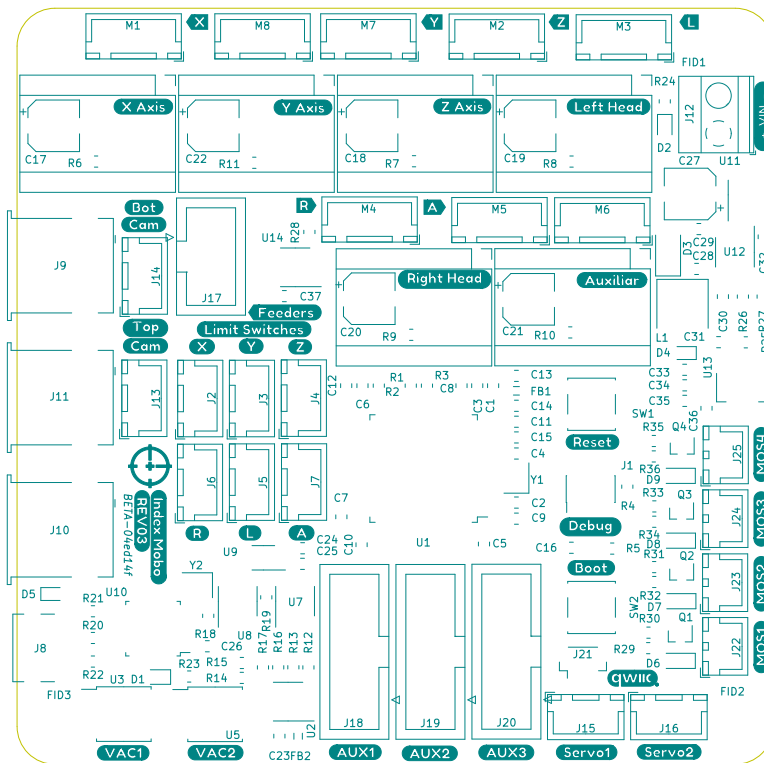 M1
X
M8
M7
Y
M2
Z
M3
L
FID1
R24
X Axis
Y Axis
Z Axis
Left Head
J12
VIN
C17
R6
C22
R11
C18
R7
C19
R8
D2
C27
U11
Bot
Cam
R
M4
A
M5
M6
J9
J14
J17
U14
R28
C37
Right Head
Auxiliar
D3
C29
C28
U12
C32
Feeders
Limit Switches
Top
Cam
X
Y
Z
C20
R9
C21
R10
L1
C31
C30
R26
R27
D4
U13
J11
J13
J2
J3
J4
C12
R1
R2
R3
C8
C6
C3
C1
C13
FB1
C14
C11
C15
C4
C33
C34
C35
C36
SW1
Reset
R35
Q4
J25
MOS4
J10
Index Mobo
REV03
BETA-04ed14f
J6
J5
J7
R
L
A
C7
C10
U1
C5
Y1
C2
C9
C16
J1
R4
Debug
R5
Boot
R36
D9
R33
Q3
J24
MOS3
R34
D8
R31
Q2
J23
MOS2
U9
C24
C25
Y2
D5
U10
R21
R20
R22
J8
FID3
U3
D1
R18
R23
R15
R14
C26
U8
R17
R19
R16
R13
R12
U7
U5
U2
C23
FB2
J18
J19
J20
SW2
J21
R29
R32
D7
R30
Q1
J22
MOS1
D6
qwiic
FID2
J15
J16
VAC1
VAC2
AUX1
AUX2
AUX3
Servo1
Servo2